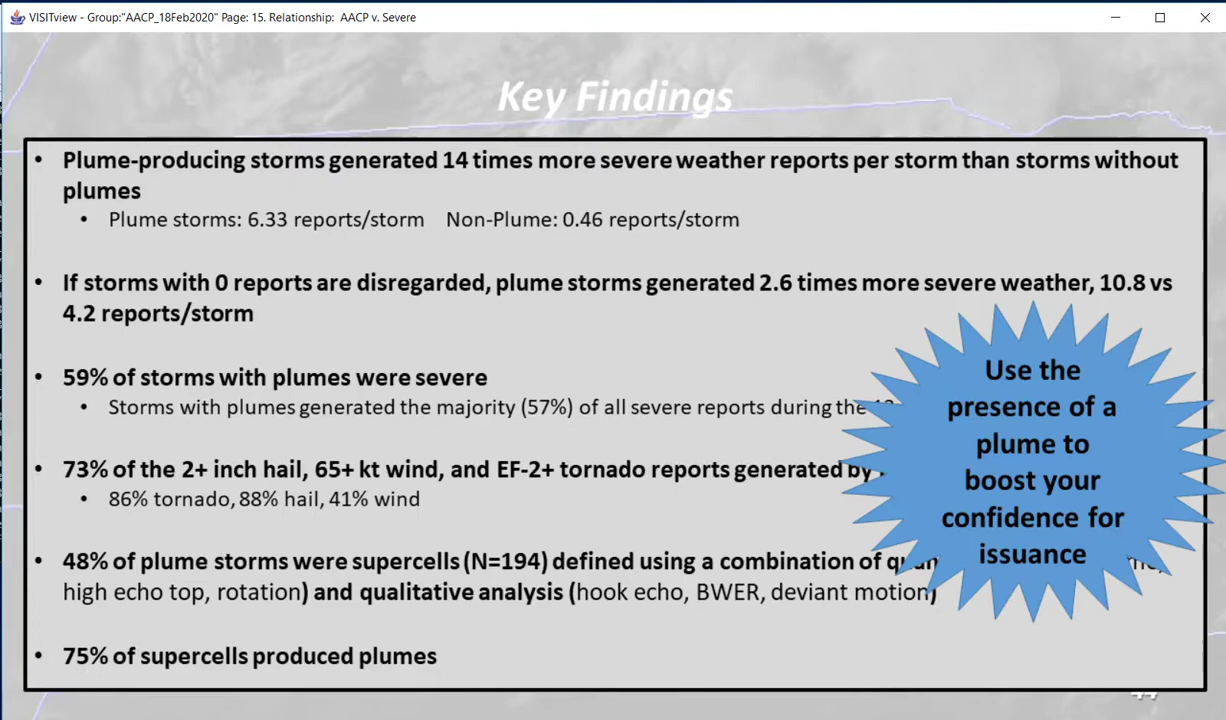 VISITview - Group:"AACP_18Feb2020" Page: 15. Relationship: AACP v. Severe
Key Findings
• Plume-producing storms generated 14 times more severe weather reports per storm than storms without
plumes
• Plume storms: 6.33 reports/storm Non-Plume: 0.46 reports/storm
• If storms with 0 reports are disregarded, plume storms generated 2.6 times more severe weather, 10.8 vs
4.2 reports/storm
• 59% of storms with plumes were severe
• Storms with plumes generated the majority (57%) of all severe reports during the
• 73% of the 2+ inch hail, 65+ kt wind, and EF-2+ tornado reports generated by
• 86% tornado, 88% hail, 41% wind
• 48% of plume storms were supercells (N=194) defined using a combination of
high echo top, rotation) and qualitative analysis (hook echo, BWER, deviant motion)
• 75% of supercells produced plumes
Use the
presence of a
plume to
boost your
confidence for
issuance